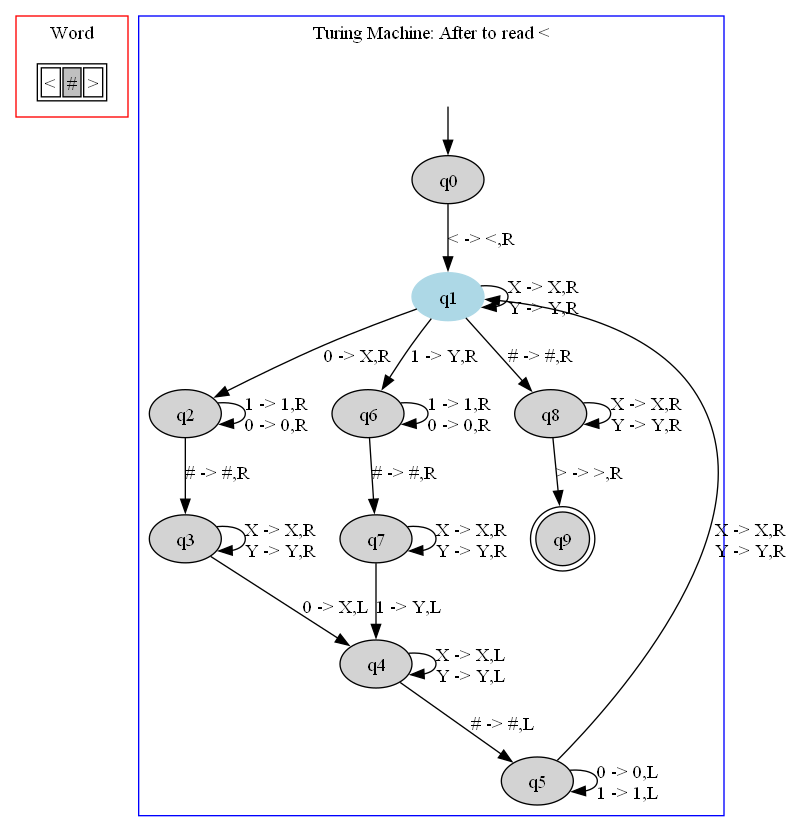 Word
< # >
Turing Machine: After to read <
q0
< -> <,R
q1
X -> X,R
Y -> Y,R
0 -> X,R
1 -> Y,R
# -> #,R
q2
1 -> 1,R
0 -> 0,R
q6
1 -> 1,R
0 -> 0,R
q8
X -> X,R
Y -> Y,R
# -> #,R
# -> #,R
> -> >,R
q3
X -> X,R
Y -> Y,R
q7
X -> X,R
Y -> Y,R
q9
X -> X,R
Y -> Y,R
0 -> X,L
1 -> Y,L
q4
X -> X,L
Y -> Y,L
# -> #,L
q5
0 -> 0,L
1 -> 1,L